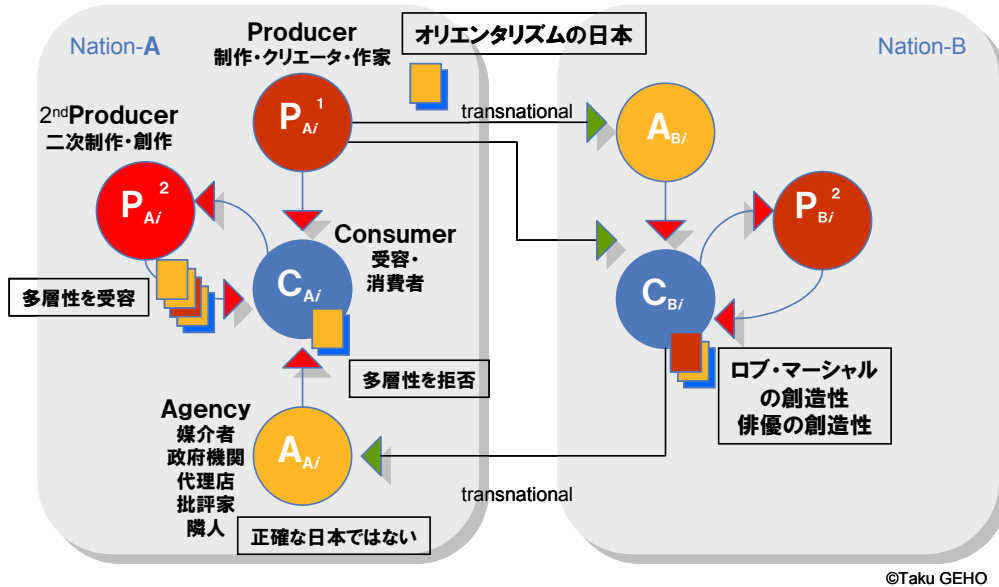 Nation-A
Producer
制作・クリエータ・作家
オリエンタリズムの日本
Nation-B
2ndProducer
二次制作・創作
PAi1
transnational
ABi
PAi2
PBi2
Consumer
受容・
消費者
CAi
CBi
多層性を受容
多層性を拒否
ロブ・マーシャル
の創造性
俳優の創造性
Agency
媒介者
政府機関
代理店
批評家
隣人
AAi
transnational
正確な日本ではない
©Taku GEHO